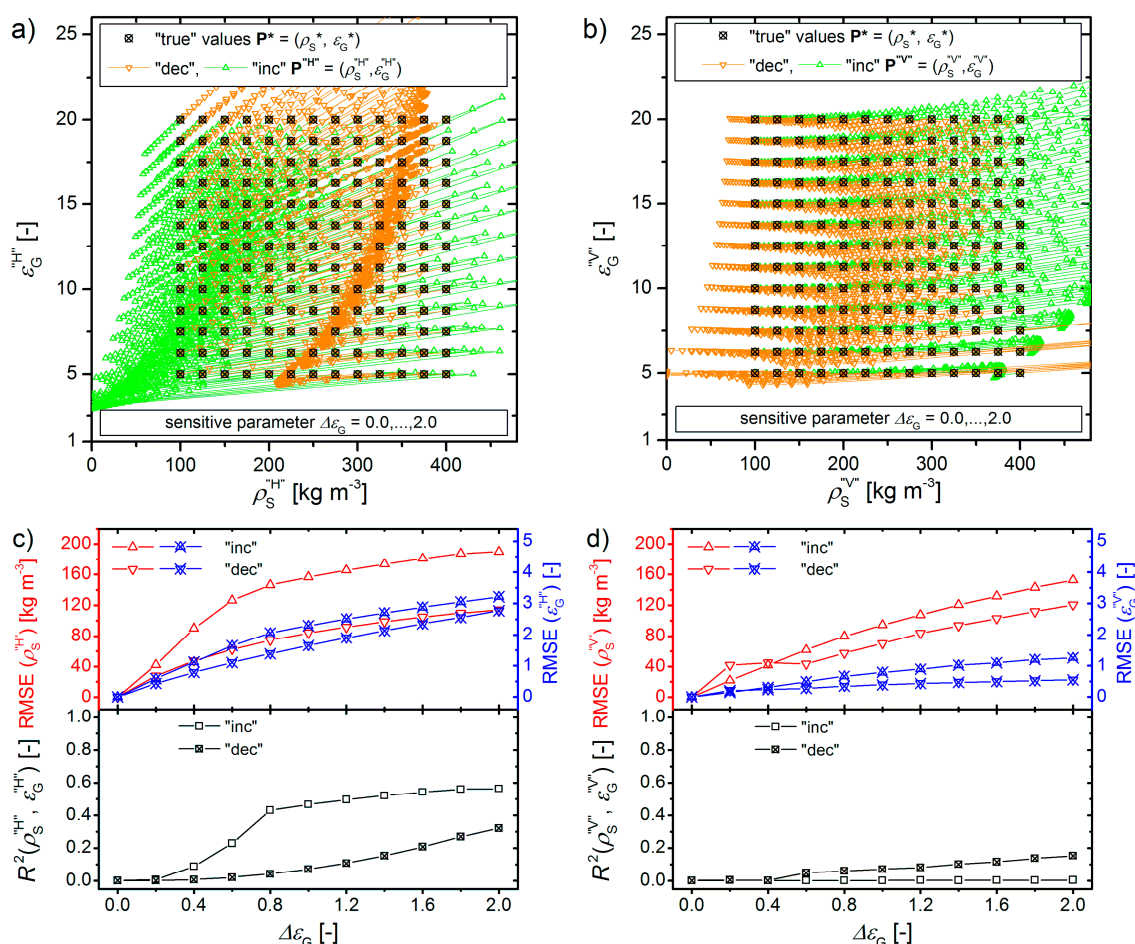 a)
"true" values P* = (ρS*, εG*)
"dec", "inc" P"H" = (ρS"H", εG"H")
25
20
15
10
5
1
εG"H" [-]
sensitive parameter ΔεG = 0.0,...,2.0
0 100 200 300 400
ρS"H" [kg m-3]
b)
"true" values P* = (ρS*, εG*)
"dec", "inc" P"V" = (ρS"V", εG"V")
25
20
15
10
5
1
εG"V" [-]
sensitive parameter ΔεG = 0.0,...,2.0
0 100 200 300 400
ρS"V" [kg m-3]
c)
"inc"
"dec"
200
160
120
80
40
0
RMSE (ρS"H") [kg m-3]
5
4
3
2
1
0
RMSE (εG"H") [-]
"inc"
"dec"
1.0
0.8
0.6
0.4
0.2
0.0
R2(ρS"H", εG"H") [-]
0.0 0.4 0.8 1.2 1.6 2.0
ΔεG [-]
d)
"inc"
"dec"
200
160
120
80
40
0
RMSE (ρS"V") [kg m-3]
5
4
3
2
1
0
RMSE (εG"V") [-]
"inc"
"dec"
1.0
0.8
0.6
0.4
0.2
0.0
R2(ρS"V", εG"V") [-]
0.0 0.4 0.8 1.2 1.6 2.0
ΔεG [-]